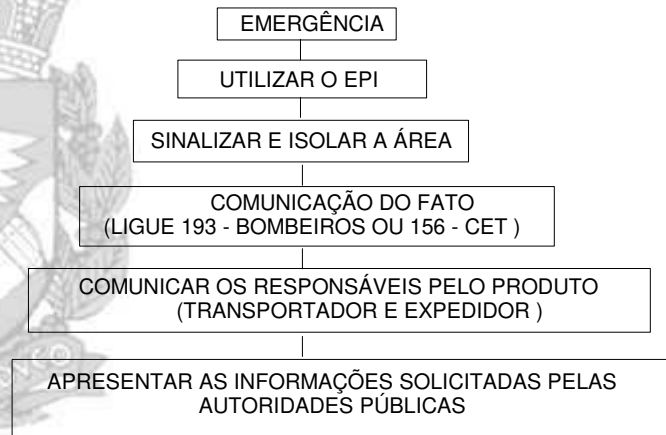 EMERGÊNCIA
UTILIZAR O EPI
SINALIZAR E ISOLAR A ÁREA
COMUNICAÇÃO DO FATO
(LIGUE 193 - BOMBEIROS OU 156 - CET )
COMUNICAR OS RESPONSÁVEIS PELO PRODUTO
(TRANSPORTADOR E EXPEDIDOR )
APRESENTAR AS INFORMAÇÕES SOLICITADAS PELAS
AUTORIDADES PÚBLICAS